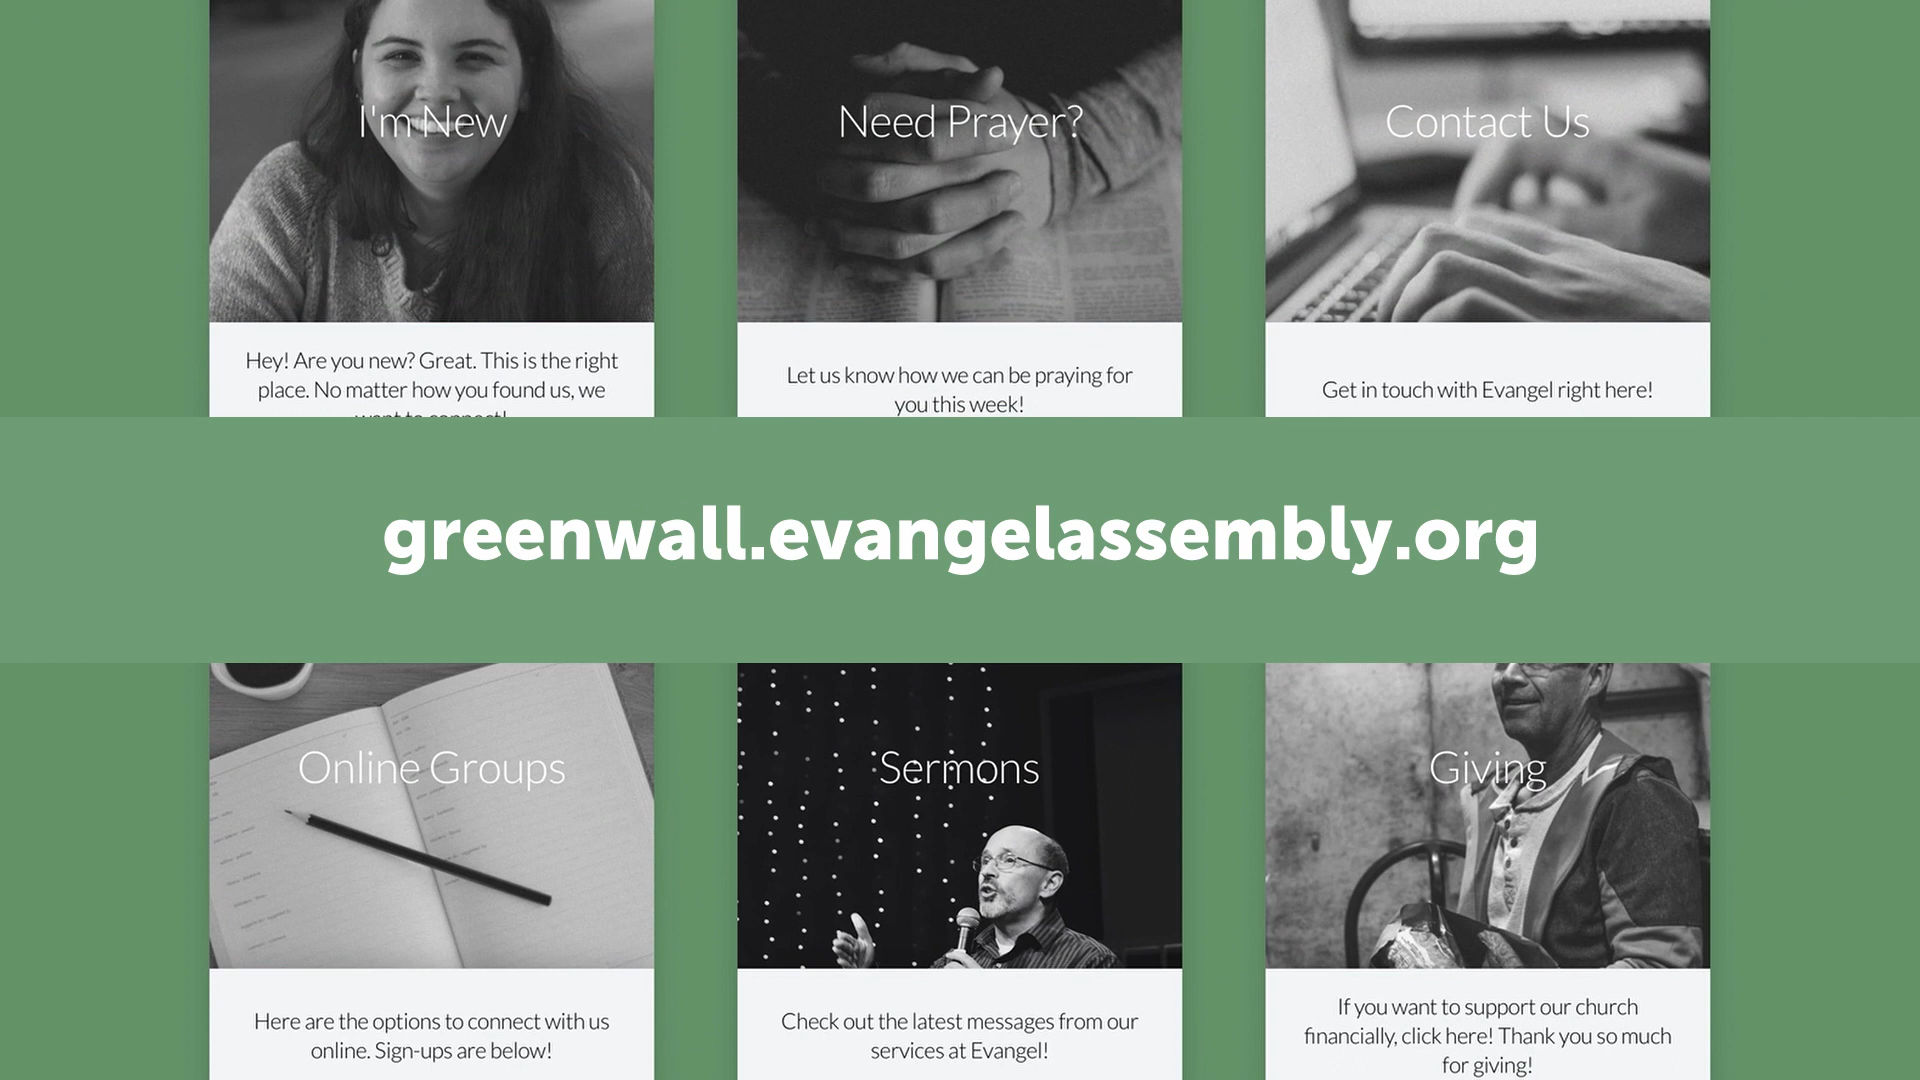 I'm New
Need Prayer?
Contact Us
Hey! Are you new? Great. This is the right
place. No matter how you found us, we
want to connect!
Let us know how we can be praying for
you this week!
Get in touch with Evangel right here!
greenwall.evangelassembly.org
Online Groups
Sermons
Giving
Here are the options to connect with us
online. Sign-ups are below!
Check out the latest messages from our
services at Evangel!
If you want to support our church
financially, click here! Thank you so much
for giving!